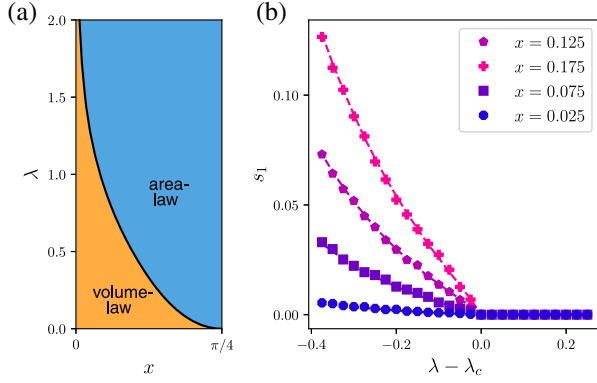 (a)
2.0
1.5
1.0
0.5
0.0
λ
area-
law
volume-
law
0
π/4
x
(b)
0.10
0.05
0.00
s₁
x = 0.125
x = 0.175
x = 0.075
x = 0.025
−0.4
−0.2
0.0
0.2
λ − λ_c